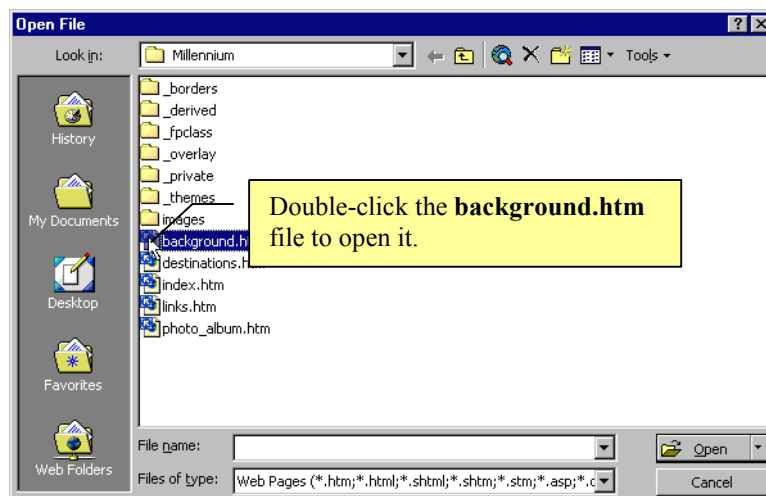 Open File
Look in:
Millennium
Tools
_borders
_derived
_fpclass
_overlay
_private
_themes
images
background.h
destinations.h
index.htm
links.htm
photo_album.htm
Double-click the background.htm
file to open it.
History
My Documents
Desktop
Favorites
Web Folders
File name:
Open
Files of type:
Web Pages (*.htm;*.html;*.shtml;*.shtm;*.stm;*.asp;*.c
Cancel